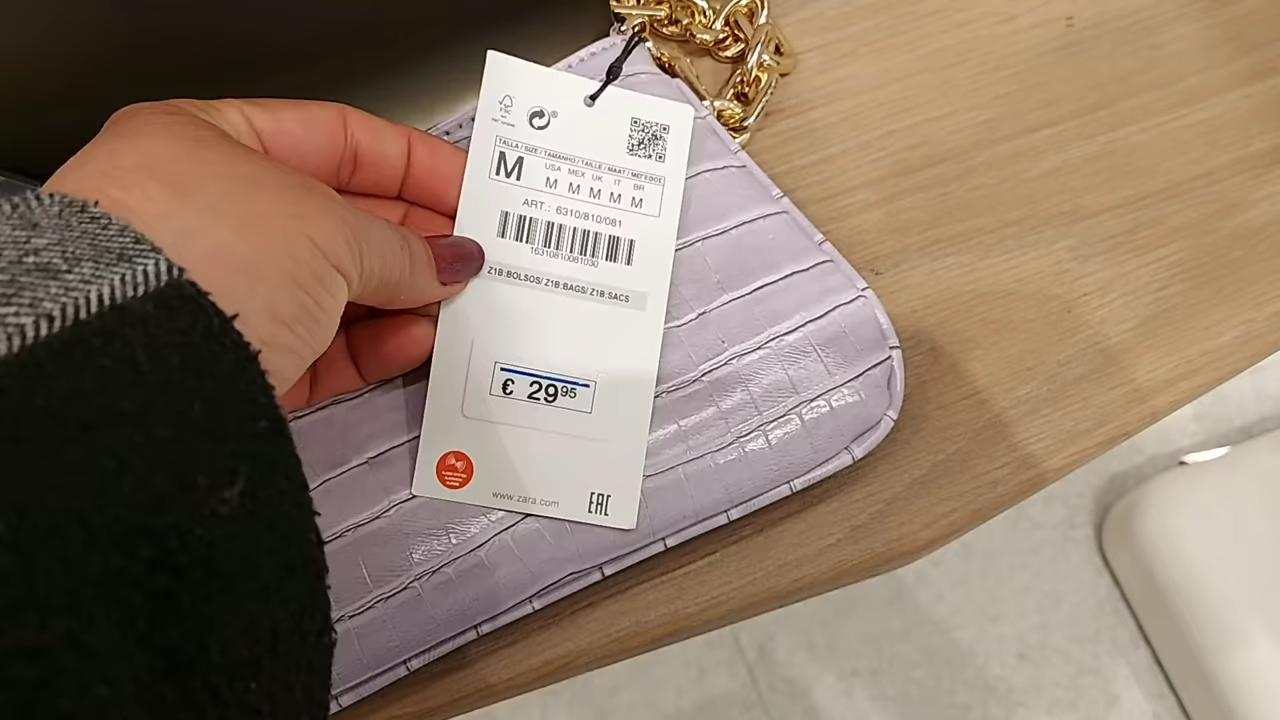 FSC
®
TALLA / SIZE / TAMANHO / TAILLE / MAAT / ΜΕΓΕΘΟΣ
M
USA MEX UK IT BR
M M M M M
ART.: 6310/810/081
16310810081030
Z1B:BOLSOS/ Z1B:BAGS/ Z1B:SACS
€ 29 95
www.zara.com
EAC